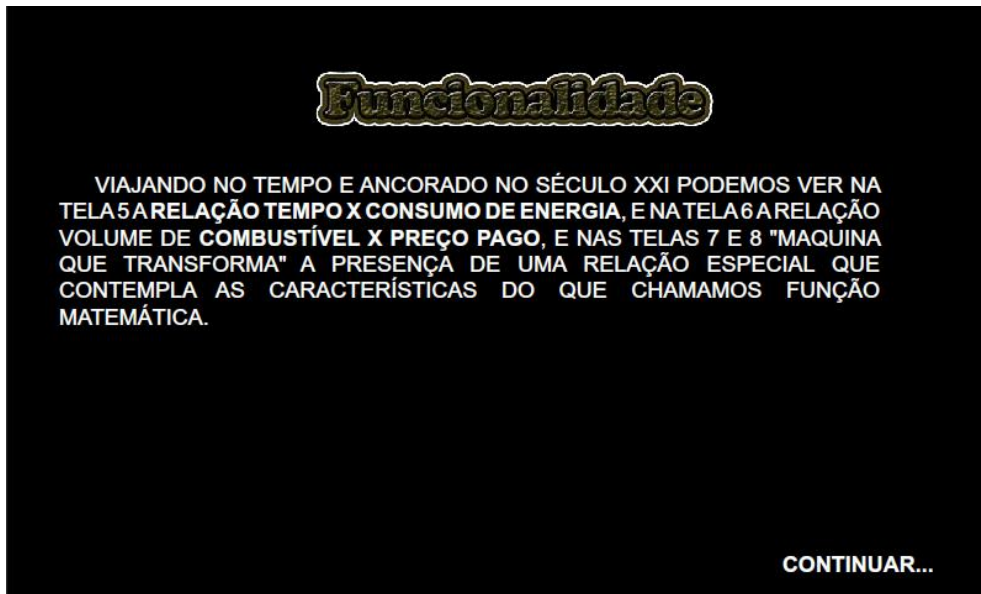 Funcionalidade
VIAJANDO NO TEMPO E ANCORADO NO SÉCULO XXI PODEMOS VER NA
TELA 5 A RELAÇÃO TEMPO X CONSUMO DE ENERGIA, E NA TELA 6 A RELAÇÃO
VOLUME DE COMBUSTÍVEL X PREÇO PAGO, E NAS TELAS 7 E 8 "MAQUINA
QUE TRANSFORMA" A PRESENÇA DE UMA RELAÇÃO ESPECIAL QUE
CONTEMPLA AS CARACTERÍSTICAS DO QUE CHAMAMOS FUNÇÃO
MATEMÁTICA.
CONTINUAR...